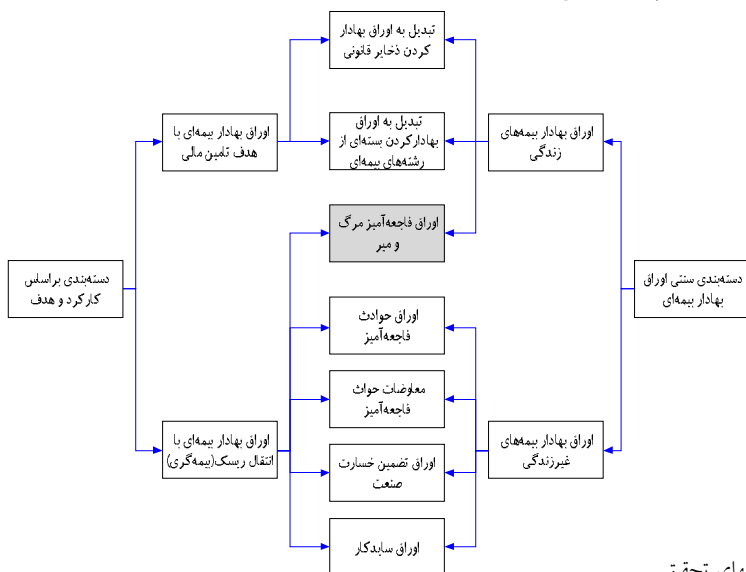 تبدیل به اوراق بهادار
کردن ذخایر قانونی
اوراق بهادار بیمه‌ای با
هدف تامین مالی
تبدیل به اوراق
بهادارکردن بسته‌ای از
رشته‌های بیمه‌ای
اوراق بهادار بیمه‌های
زندگی
اوراق فاجعه‌آمیز مرگ
و میر
دسته‌بندی سنتی اوراق
بهادار بیمه‌ای
دسته‌بندی براساس
کارکرد و هدف
اوراق حوادث
فاجعه‌آمیز
معاوضات حواث
فاجعه‌آمیز
اوراق بهادار بیمه‌های
غیرزندگی
اوراق بهادار بیمه‌ای با
انتقال ریسک(بیمه‌گری)
اوراق تضمین خسارت
صنعت
اوراق سایدکار